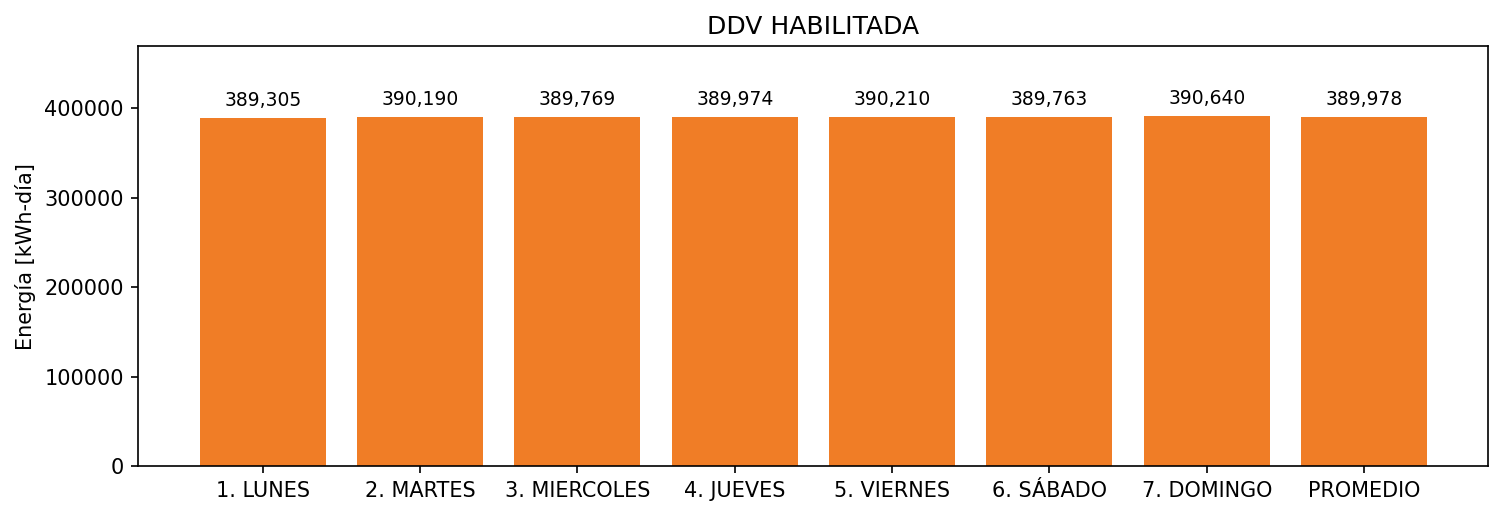 DDV HABILITADA
Energía [kWh-día]
400000
300000
200000
100000
0
389,305 390,190 389,769 389,974 390,210 389,763 390,640 389,978
1. LUNES 2. MARTES 3. MIERCOLES 4. JUEVES 5. VIERNES 6. SÁBADO 7. DOMINGO PROMEDIO